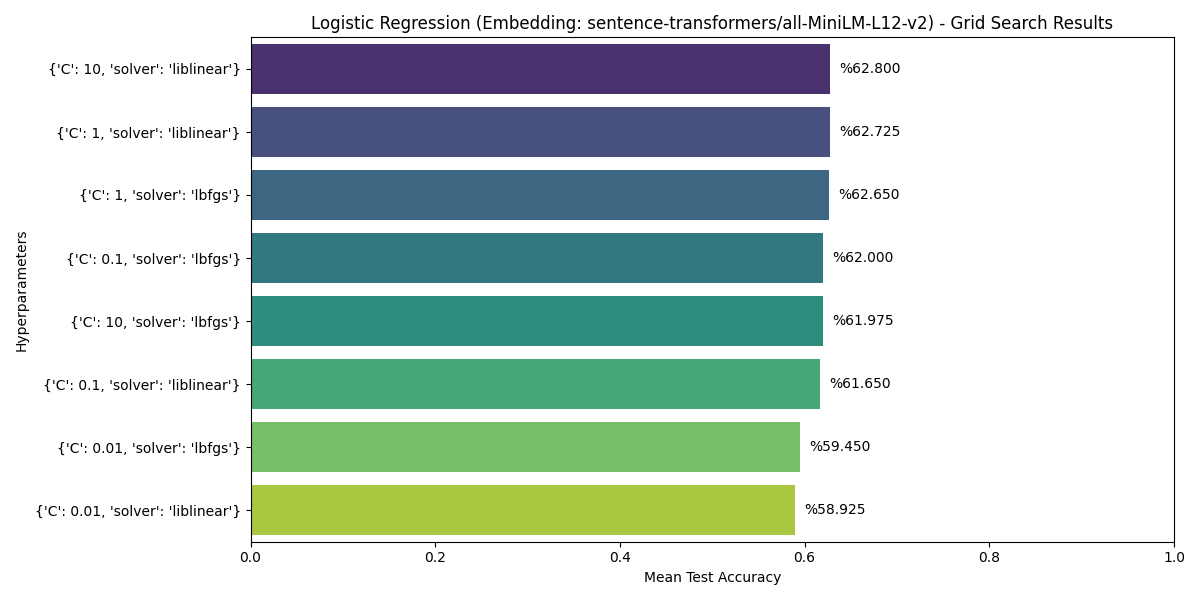 Logistic Regression (Embedding: sentence-transformers/all-MiniLM-L12-v2) - Grid Search Results
Hyperparameters
{'C': 10, 'solver': 'liblinear'}
%62.800
{'C': 1, 'solver': 'liblinear'}
%62.725
{'C': 1, 'solver': 'lbfgs'}
%62.650
{'C': 0.1, 'solver': 'lbfgs'}
%62.000
{'C': 10, 'solver': 'lbfgs'}
%61.975
{'C': 0.1, 'solver': 'liblinear'}
%61.650
{'C': 0.01, 'solver': 'lbfgs'}
%59.450
{'C': 0.01, 'solver': 'liblinear'}
%58.925
0.0 0.2 0.4 0.6 0.8 1.0
Mean Test Accuracy